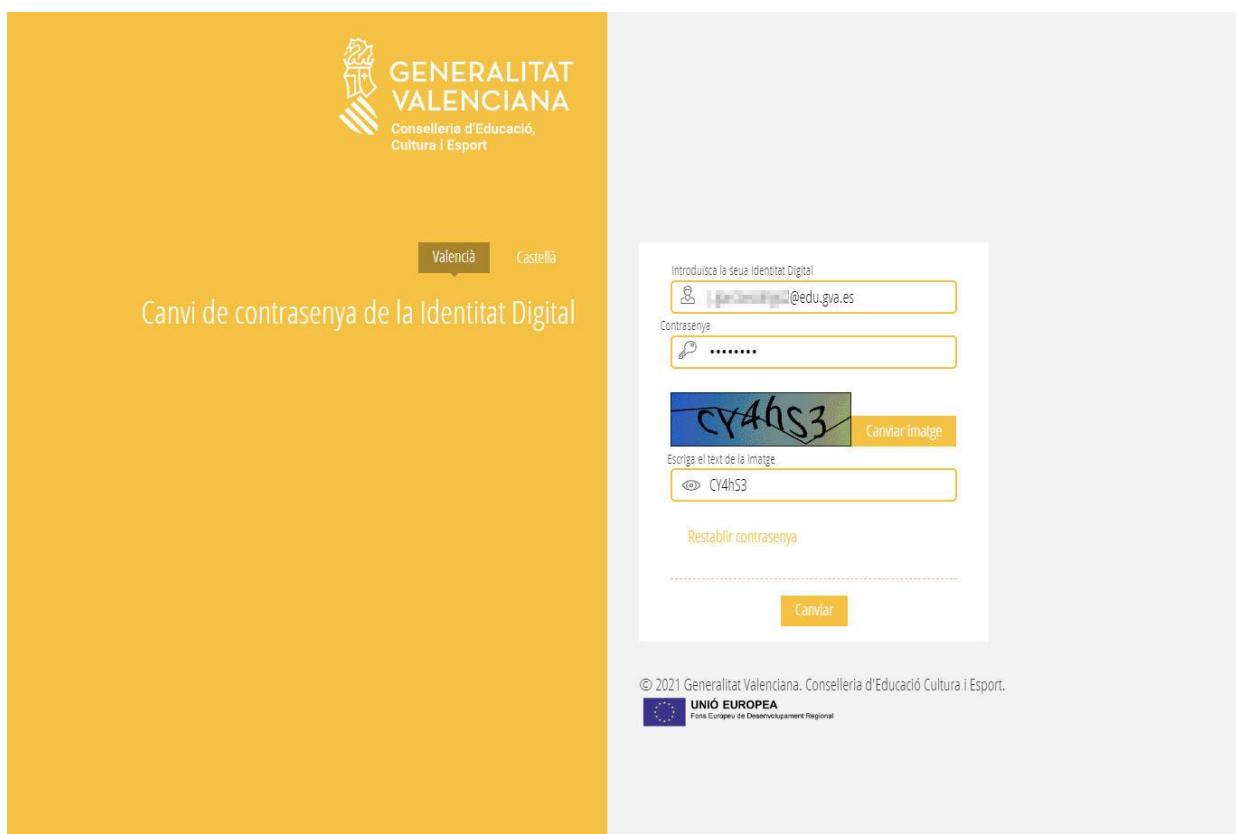 GENERALITAT
VALENCIANA
Conselleria d'Educació,
Cultura i Esport
Valencià
Castellà
Canvi de contrasenya de la Identitat Digital
Introduïsca la seua Identitat Digital
@edu.gva.es
Contrasenya
••••••••
CY4hS3
Canviar imatge
Escriga el text de la imatge
CY4hS3
Restablir contrasenya
Canviar
© 2021 Generalitat Valenciana. Conselleria d'Educació Cultura i Esport.
UNIÓ EUROPEA
Fons Europeu de Desenvolupament Regional